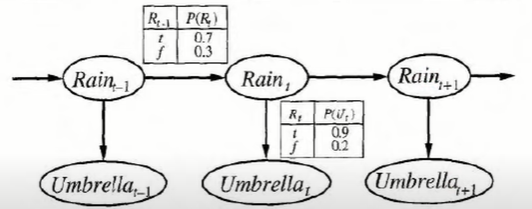 R_{t-1} P(R_t)
t 0.7
f 0.3
Rain_{t-1} Rain_t Rain_{t+1}
R_t P(U_t)
t 0.9
f 0.2
Umbrella_{t-1} Umbrella_t Umbrella_{t+1}